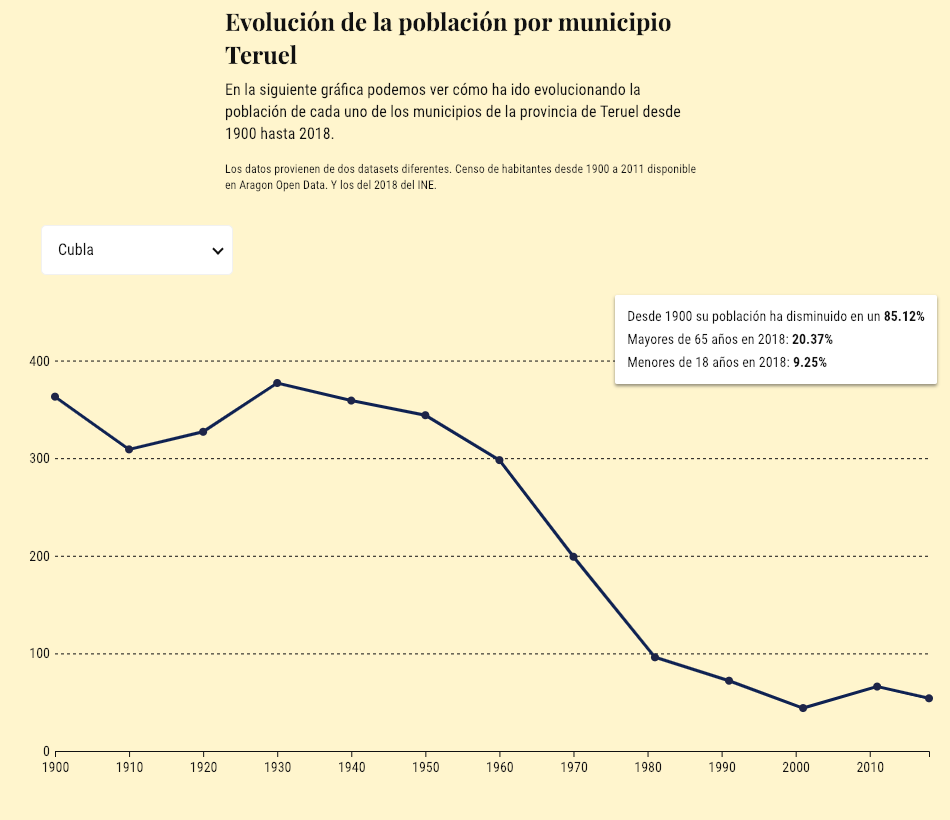 Evolución de la población por municipio
Teruel
En la siguiente gráfica podemos ver cómo ha ido evolucionando la
población de cada uno de los municipios de la provincia de Teruel desde
1900 hasta 2018.
Los datos provienen de dos datasets diferentes. Censo de habitantes desde 1900 a 2011 disponible
en Aragon Open Data. Y los del 2018 del INE.
Cubla
Desde 1900 su población ha disminuido en un 85.12%
Mayores de 65 años en 2018: 20.37%
Menores de 18 años en 2018: 9.25%
400
300
200
100
0
1900 1910 1920 1930 1940 1950 1960 1970 1980 1990 2000 2010